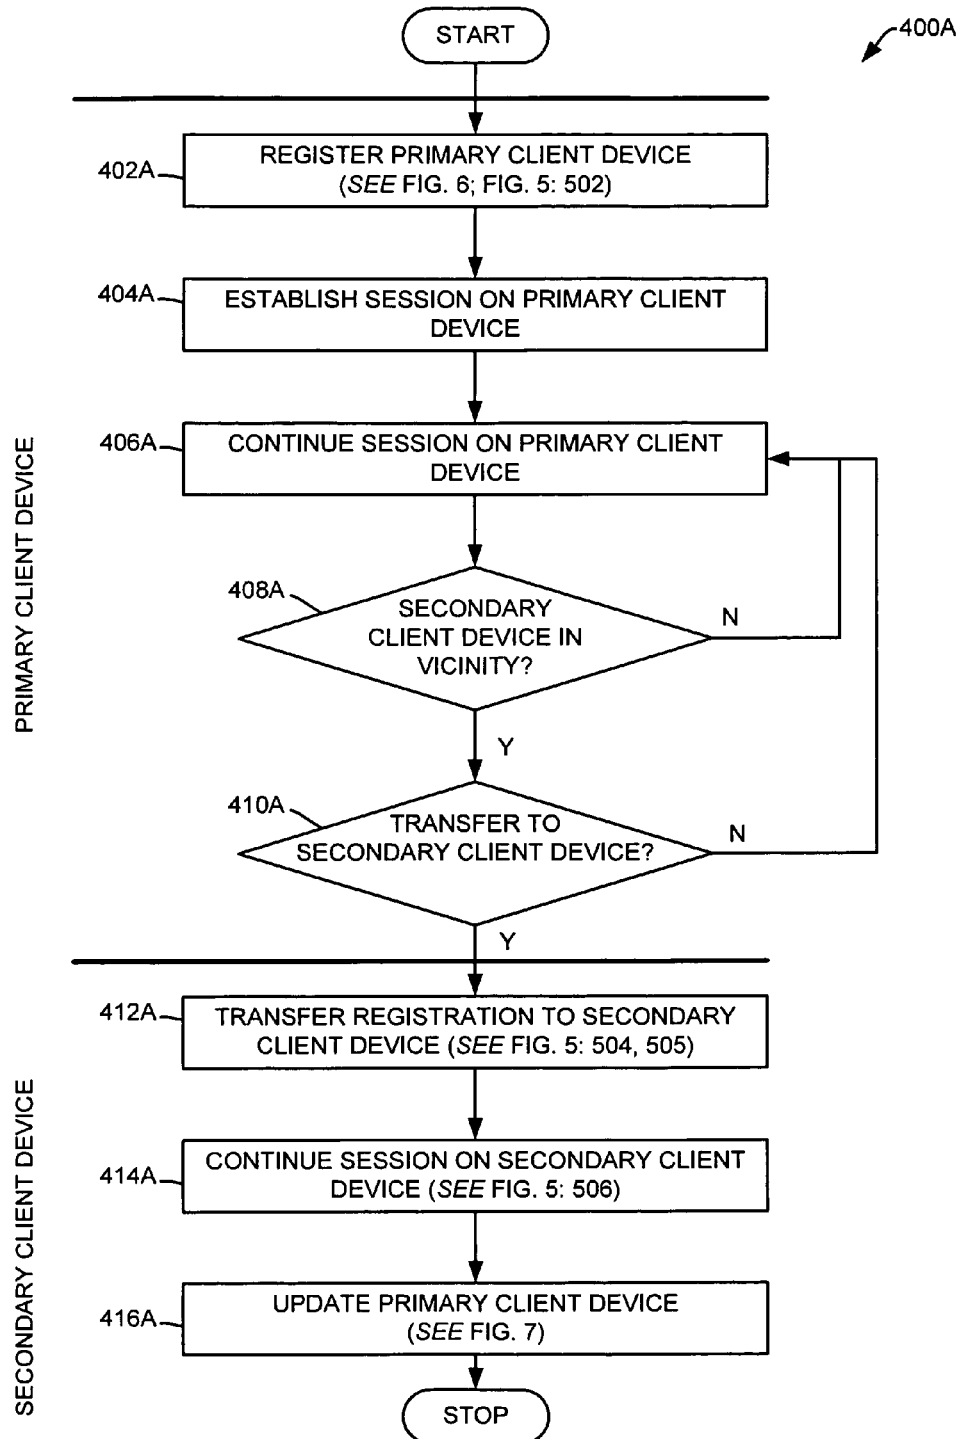 START
400A
402A
REGISTER PRIMARY CLIENT DEVICE
(SEE FIG. 6; FIG. 5: 502)
404A
ESTABLISH SESSION ON PRIMARY CLIENT
DEVICE
406A
CONTINUE SESSION ON PRIMARY CLIENT
DEVICE
PRIMARY CLIENT DEVICE
408A
SECONDARY
CLIENT DEVICE IN
VICINITY?
N
Y
410A
TRANSFER TO
SECONDARY CLIENT DEVICE?
N
Y
412A
TRANSFER REGISTRATION TO SECONDARY
CLIENT DEVICE (SEE FIG. 5: 504, 505)
SECONDARY CLIENT DEVICE
414A
CONTINUE SESSION ON SECONDARY CLIENT
DEVICE (SEE FIG. 5: 506)
416A
UPDATE PRIMARY CLIENT DEVICE
(SEE FIG. 7)
STOP